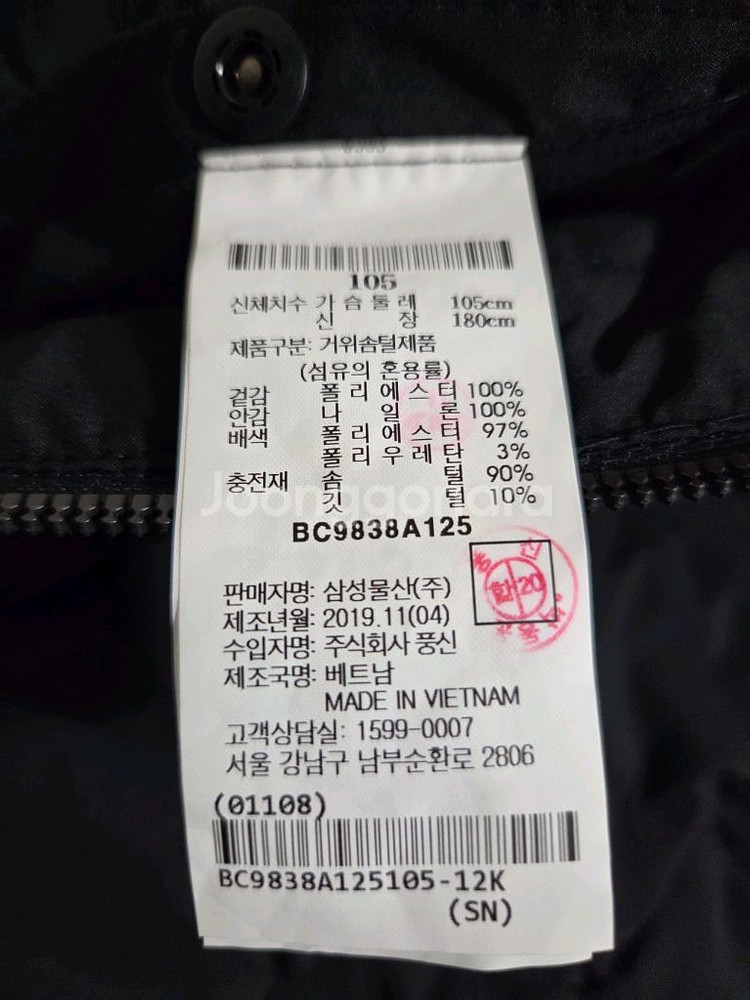 105
신체치수 가 슴 둘 레 105cm
신 장 180cm
제품구분: 거위솜털제품
(섬유의 혼용률)
겉감 폴 리 에 스 터 100%
안감 나 일 론 100%
배색 폴 리 에 스 터 97%
폴 리 우 레 탄 3%
충전재 솜 털 90%
깃 털 10%
Joonggonara
BC9838A125
합 20
판매자명: 삼성물산(주)
제조년월: 2019.11(04)
수입자명: 주식회사 풍신
제조국명: 베트남
MADE IN VIETNAM
고객상담실: 1599-0007
서울 강남구 남부순환로 2806
(01108)
BC9838A125105-12K
(SN)